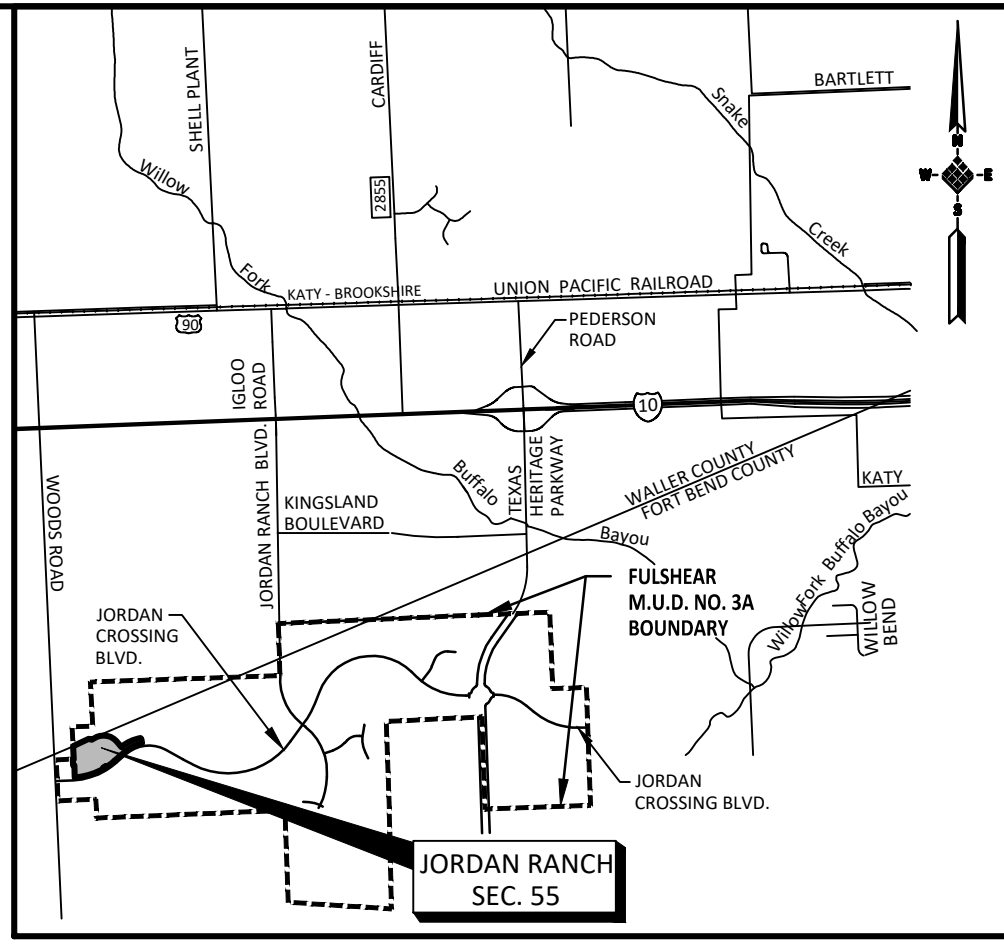 SHELL PLANT
CARDIFF
BARTLETT
Snake
Willow
2855
N
W
E
S
Creek
Fork
KATY - BROOKSHIRE
UNION PACIFIC RAILROAD
90
PEDERSON
ROAD
IGLOO
ROAD
10
WOODS ROAD
JORDAN RANCH BLVD.
KINGSLAND
BOULEVARD
Buffalo
TEXAS
HERITAGE
PARKWAY
WALLER COUNTY
FORT BEND COUNTY
KATY
Bayou
Willow Fork Buffalo Bayou
WILLOW
BEND
FULSHEAR
M.U.D. NO. 3A
BOUNDARY
JORDAN
CROSSING
BLVD.
JORDAN
CROSSING BLVD.
JORDAN RANCH
SEC. 55